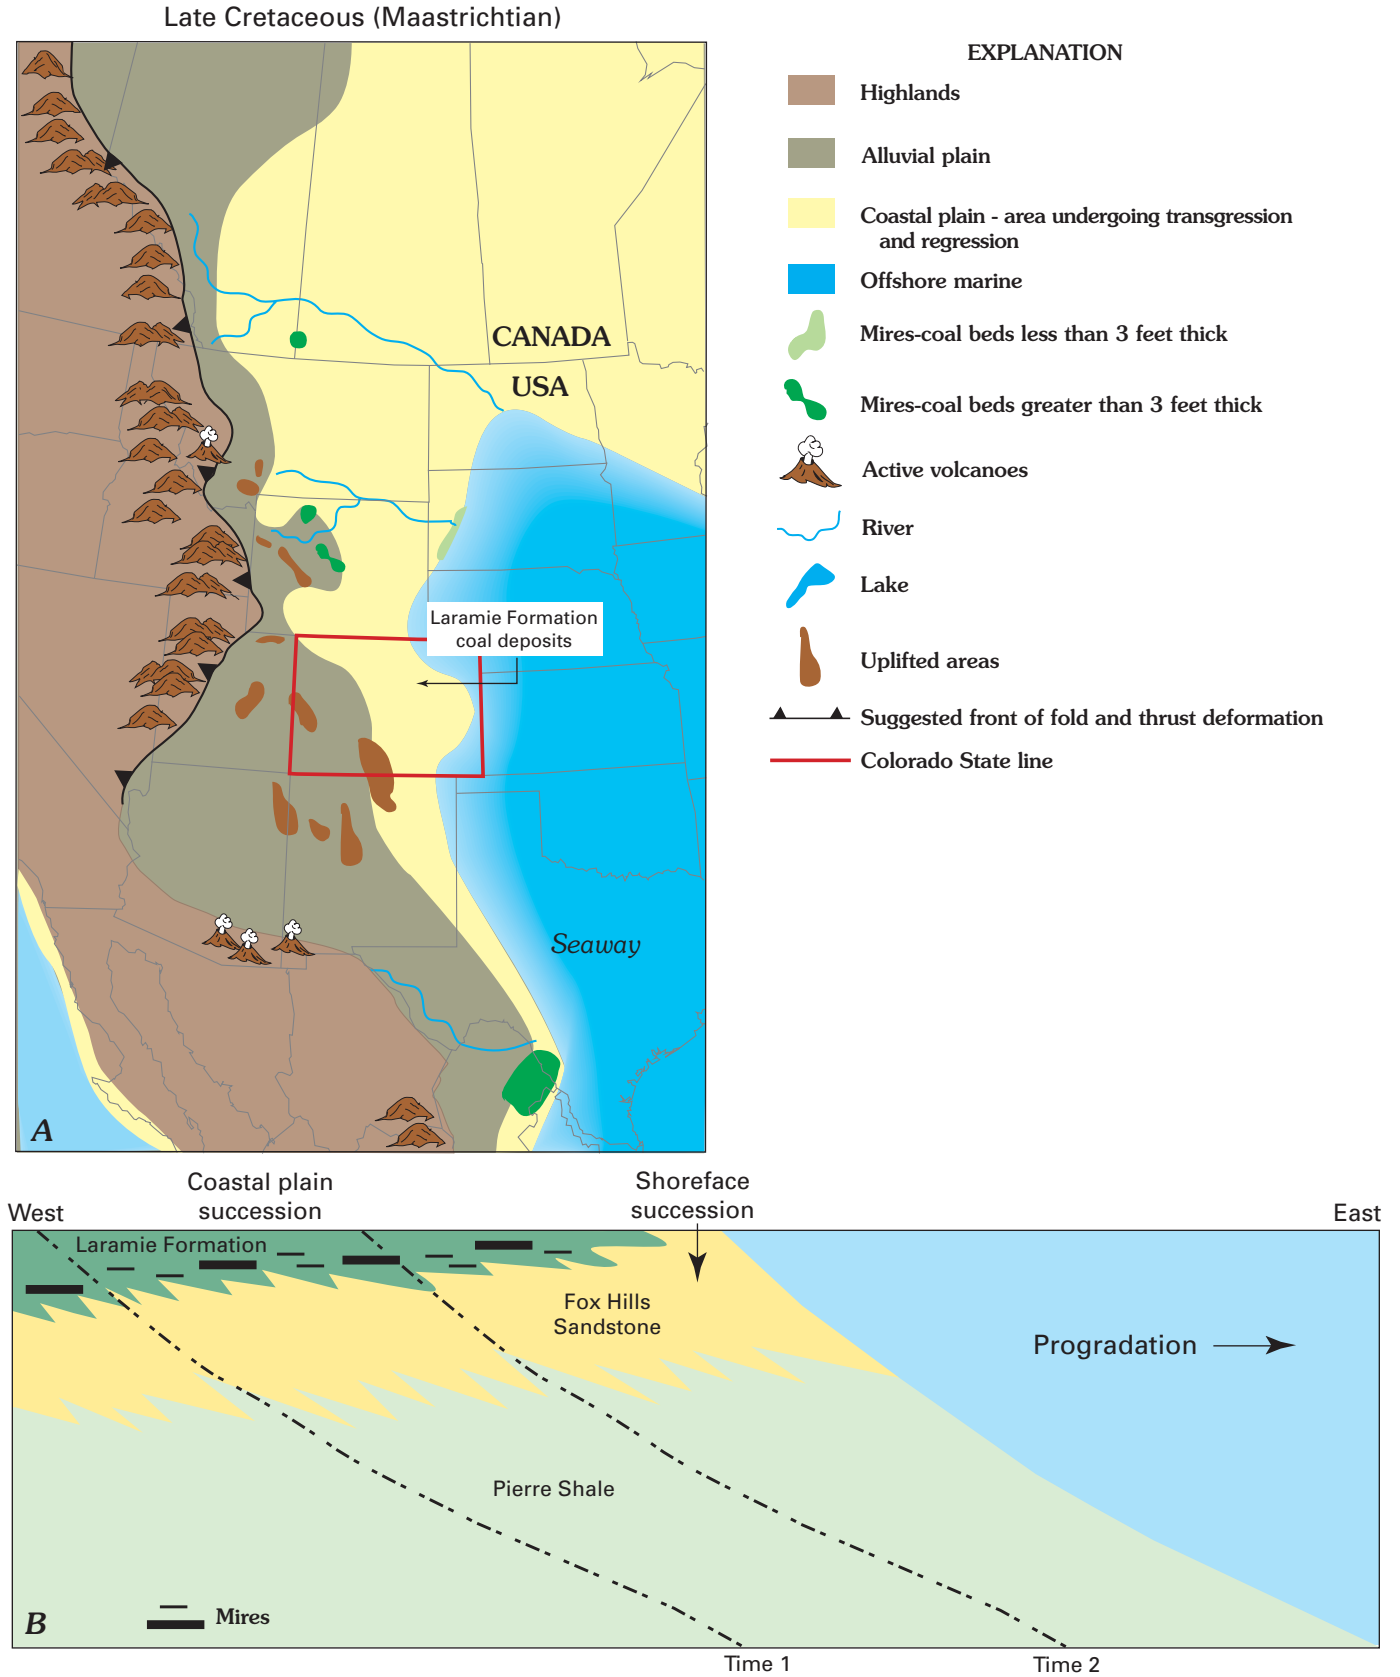 Late Cretaceous (Maastrichtian)
CANADA
USA
Laramie Formation
coal deposits
Seaway
A
EXPLANATION
Highlands
Alluvial plain
Coastal plain - area undergoing transgression
and regression
Offshore marine
Mires-coal beds less than 3 feet thick
Mires-coal beds greater than 3 feet thick
Active volcanoes
River
Lake
Uplifted areas
Suggested front of fold and thrust deformation
Colorado State line
West
Coastal plain
succession
Shoreface
succession
East
Laramie Formation
Fox Hills
Sandstone
Progradation
Pierre Shale
B
Mires
Time 1
Time 2